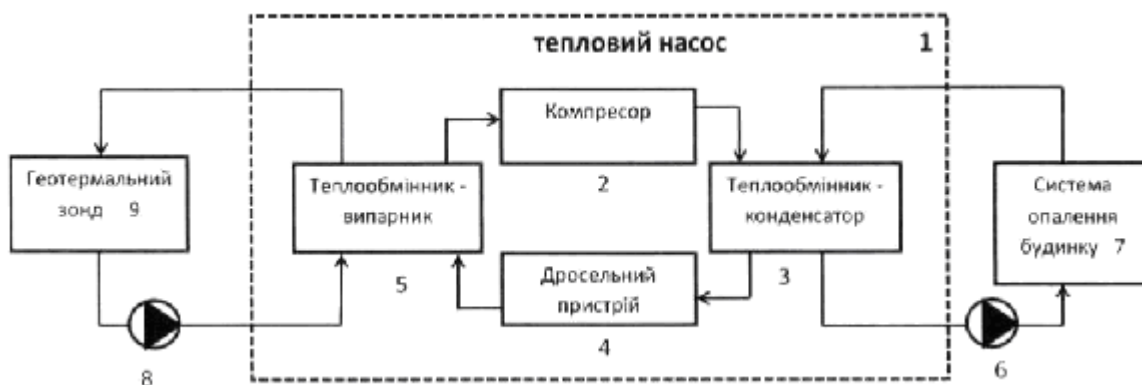 тепловий насос 1
Компресор
2
Геотермальний
зонд 9
Теплообмінник -
випарник
5
Теплообмінник -
конденсатор
3
Система
опалення
будинку 7
Дросельний
пристрій
4
8
6